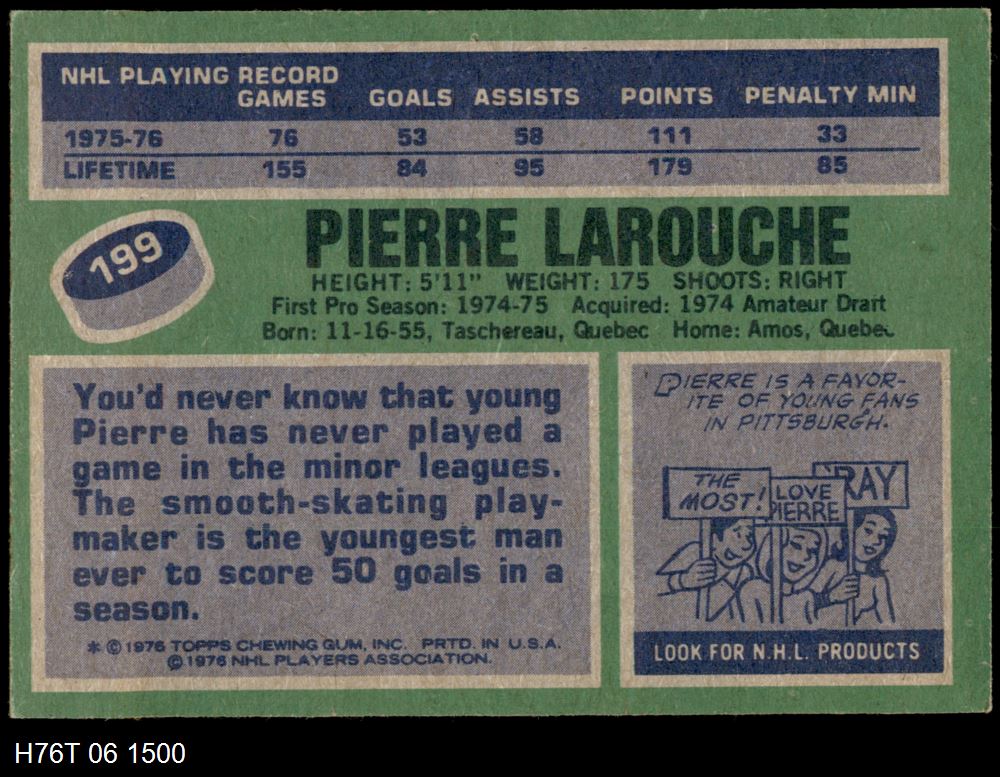 NHL PLAYING RECORD
GAMES GOALS ASSISTS POINTS PENALTY MIN
1975-76 76 53 58 111 33
LIFETIME 155 84 95 179 85
199
PIERRE LAROUCHE
HEIGHT: 5'11" WEIGHT: 175 SHOOTS: RIGHT
First Pro Season: 1974-75 Acquired: 1974 Amateur Draft
Born: 11-16-55, Taschereau, Quebec Home: Amos, Quebec
You'd never know that young
Pierre has never played a
game in the minor leagues.
The smooth-skating play-
maker is the youngest man
ever to score 50 goals in a
season.
* © 1976 TOPPS CHEWING GUM, INC. PRTD. IN U.S.A.
© 1976 NHL PLAYERS ASSOCIATION.
PIERRE IS A FAVOR-
ITE OF YOUNG FANS
IN PITTSBURGH.
THE
MOST!
LOVE
PIERRE
RAY
LOOK FOR N.H.L. PRODUCTS
H76T 06 1500